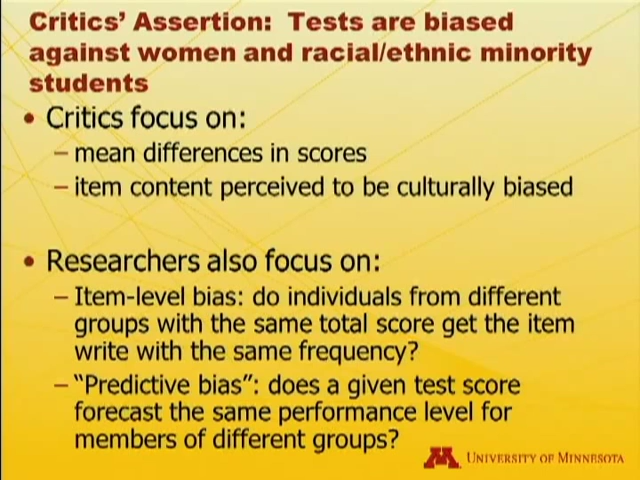 Critics’ Assertion:  Tests are biased
against women and racial/ethnic minority
students
• Critics focus on:
– mean differences in scores
– item content perceived to be culturally biased
• Researchers also focus on:
– Item-level bias: do individuals from different
groups with the same total score get the item
write with the same frequency?
– “Predictive bias”: does a given test score
forecast the same performance level for
members of different groups?
M UNIVERSITY OF MINNESOTA